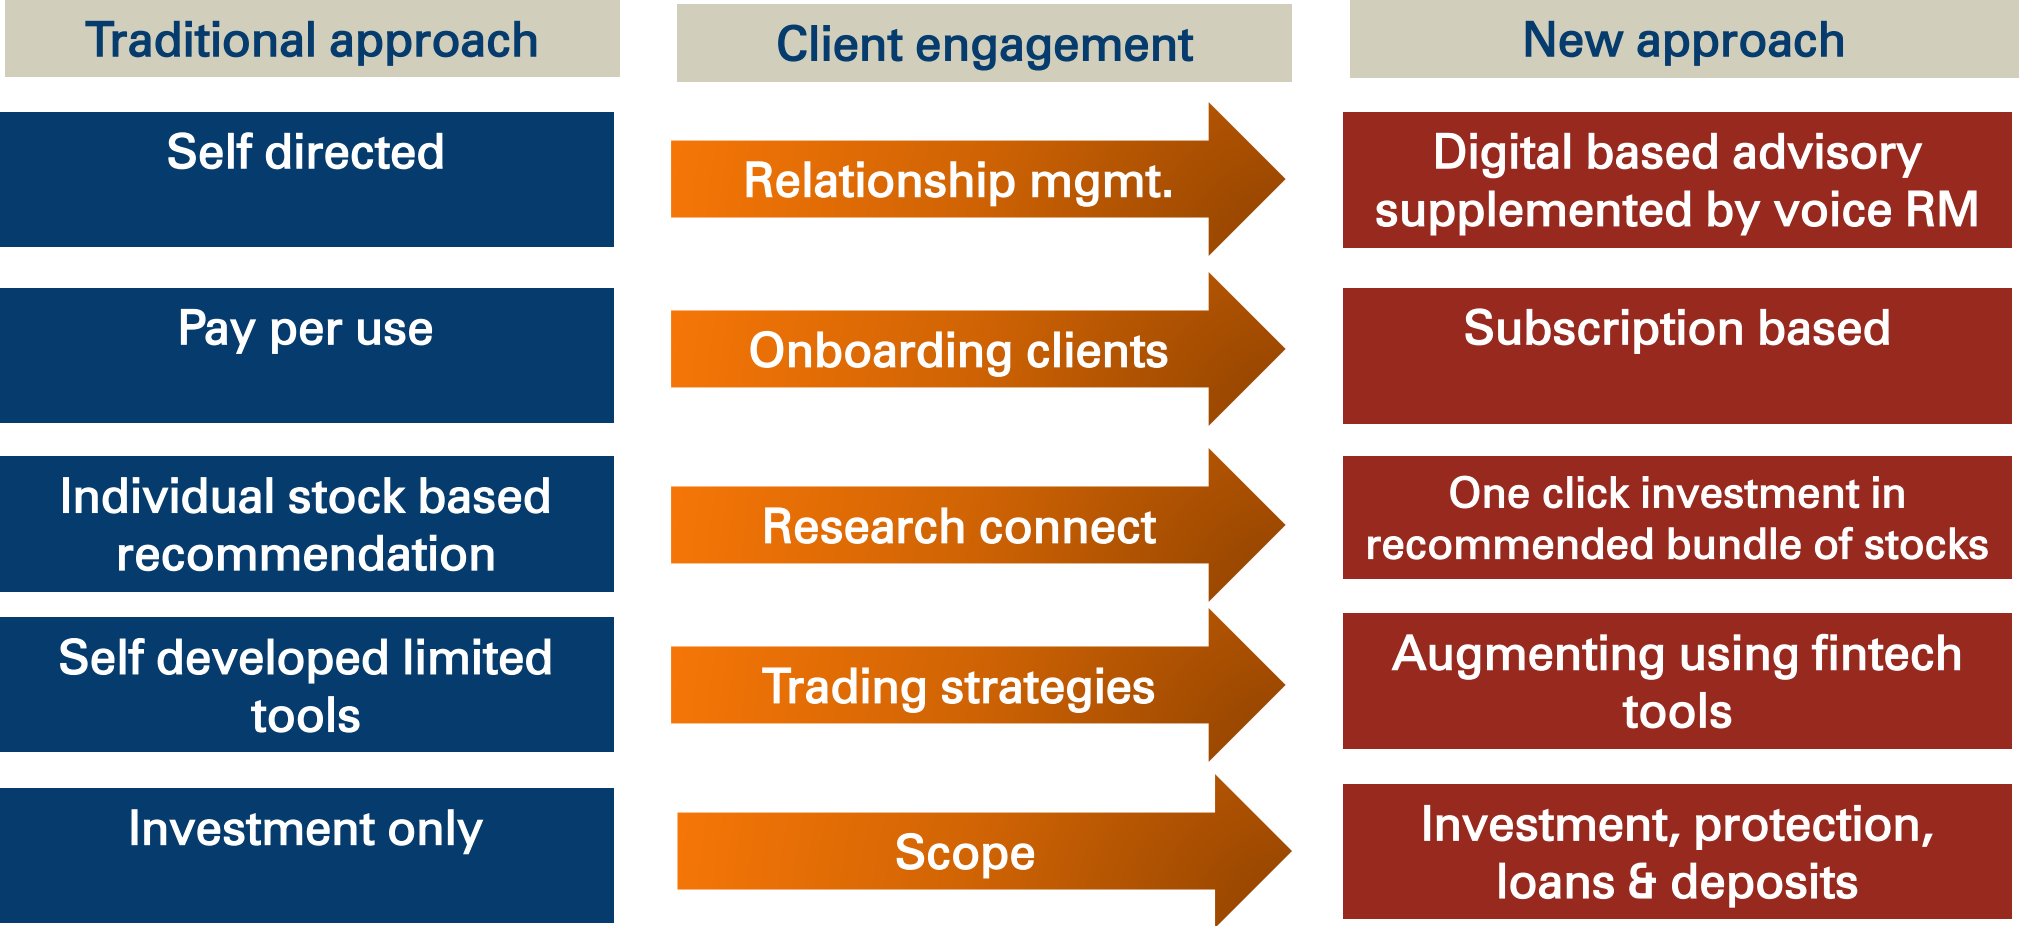 Traditional approach
Client engagement
New approach
Self directed
Relationship mgmt.
Digital based advisory
supplemented by voice RM
Pay per use
Onboarding clients
Subscription based
Individual stock based
recommendation
Research connect
One click investment in
recommended bundle of stocks
Self developed limited
tools
Trading strategies
Augmenting using fintech
tools
Investment only
Scope
Investment, protection,
loans & deposits